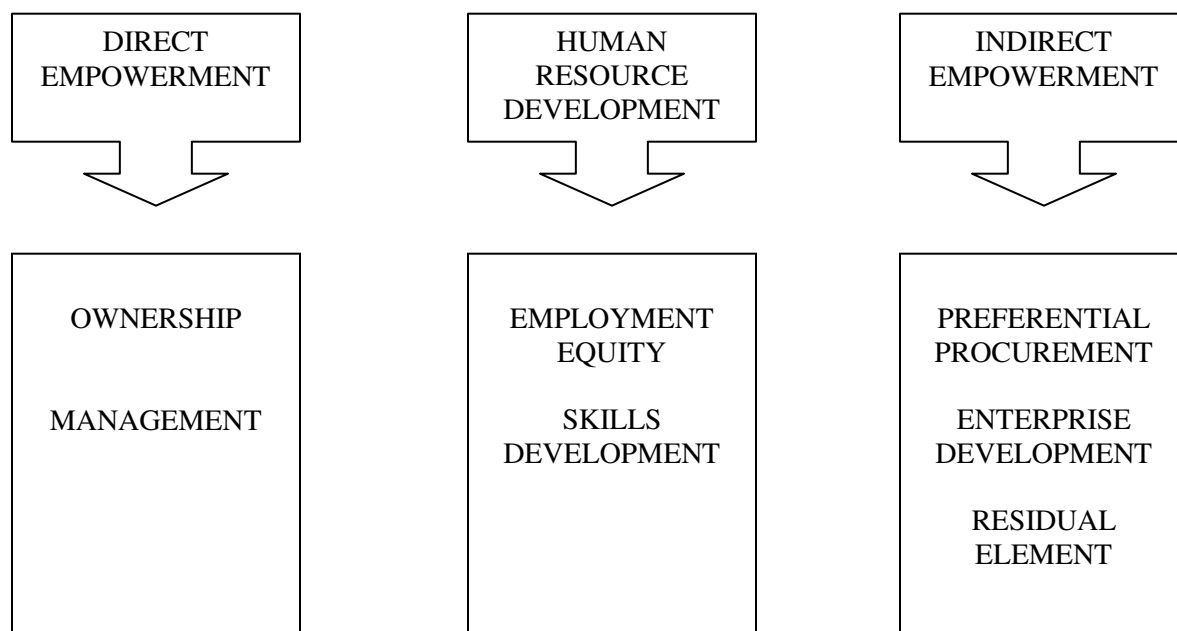 DIRECT
EMPOWERMENT
HUMAN
RESOURCE
DEVELOPMENT
INDIRECT
EMPOWERMENT
OWNERSHIP
MANAGEMENT
EMPLOYMENT
EQUITY
SKILLS
DEVELOPMENT
PREFERENTIAL
PROCUREMENT
ENTERPRISE
DEVELOPMENT
RESIDUAL
ELEMENT